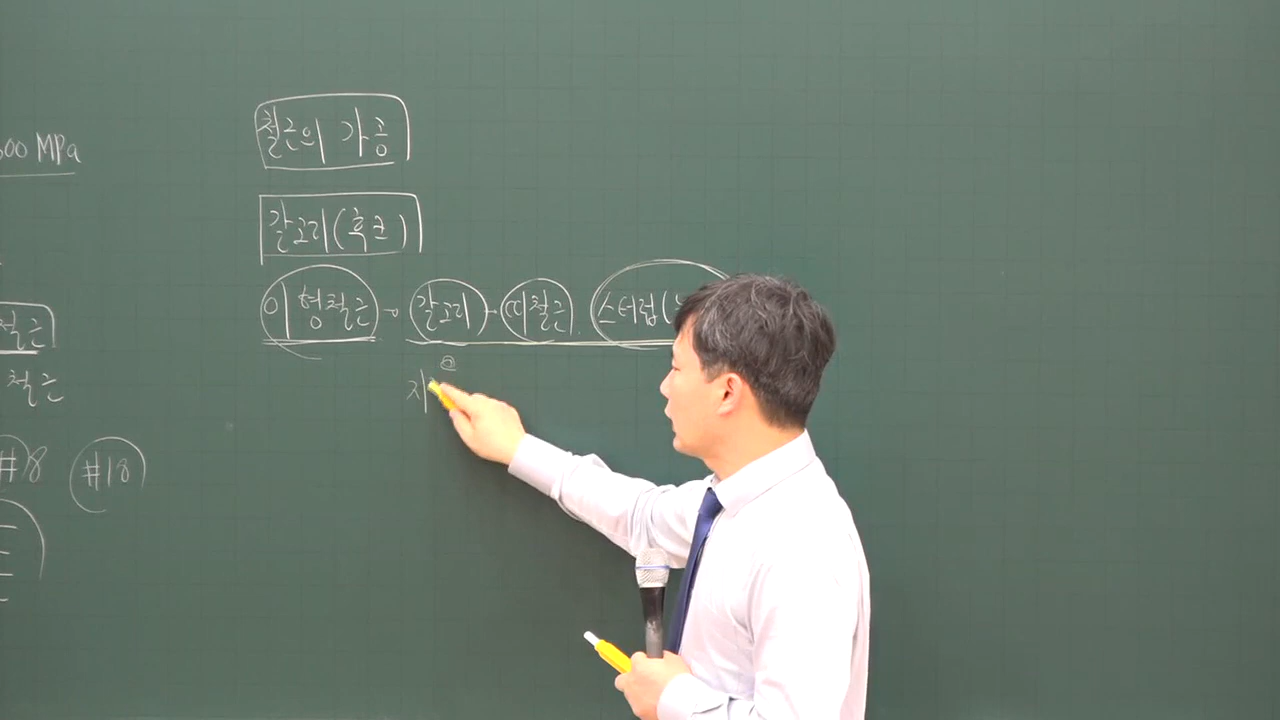 철근의 가공
갈고리(훅크)
이형철근 → 갈고리 - 띠철근. 스터럽(
지
00 MPa
철근
철근
#8 #18